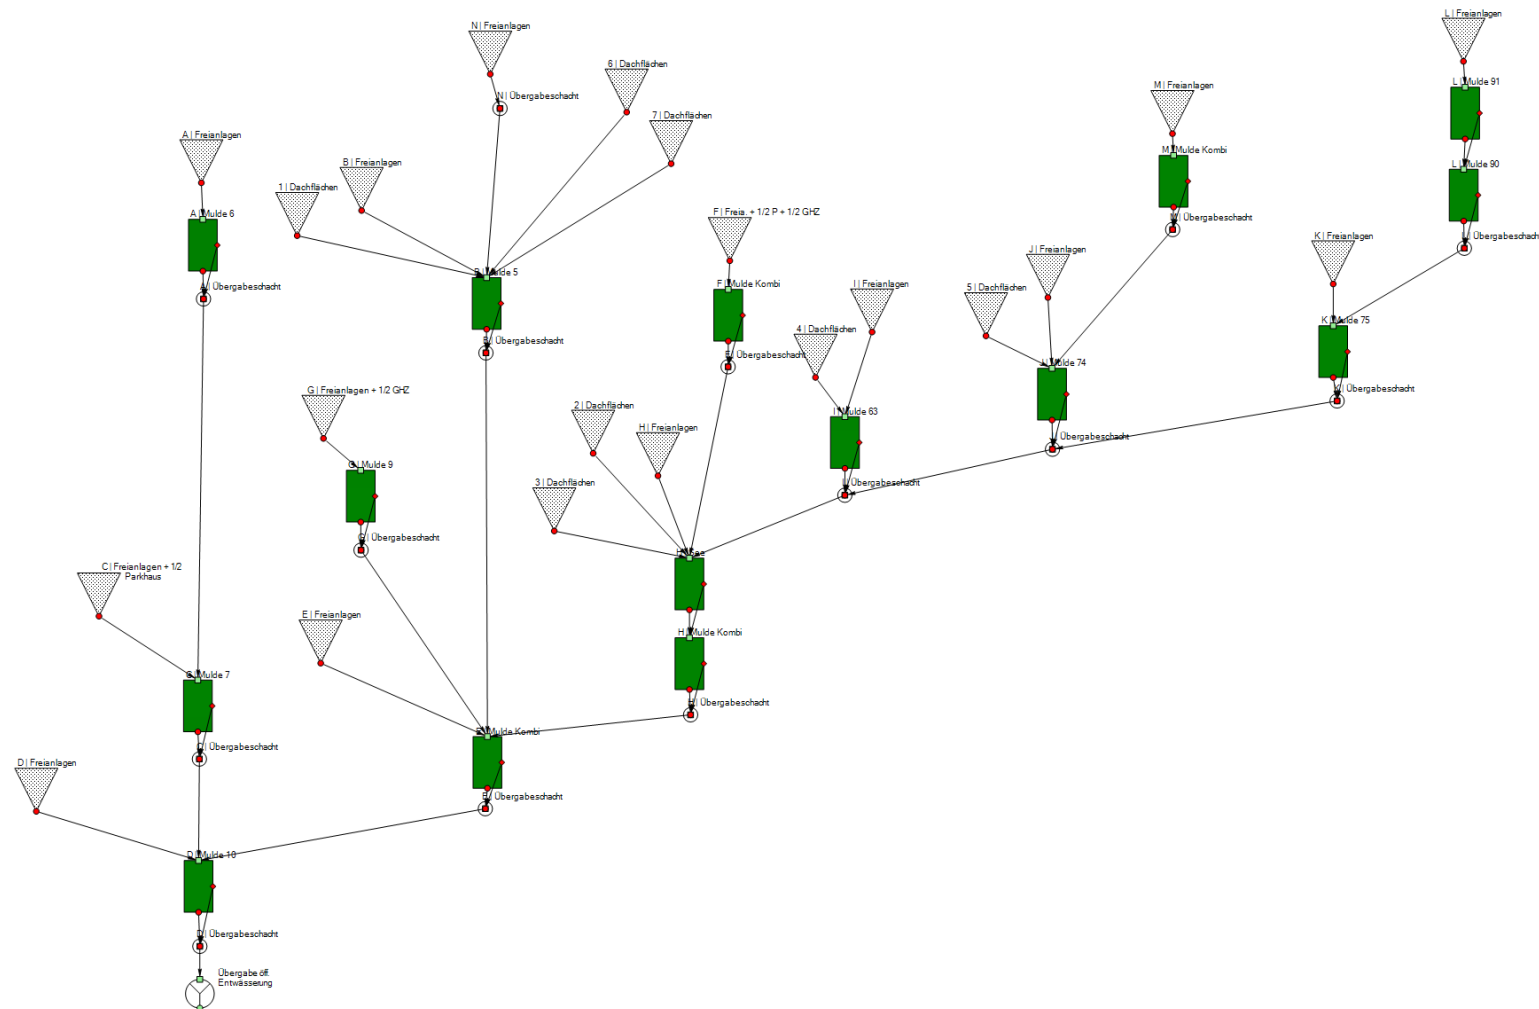 L | Freianlagen
N | Freianlagen
6 | Dachflächen
L | Mulde 91
M | Freianlagen
N | Übergabeschacht
7 | Dachflächen
A | Freianlagen
M | Mulde Kombi
B | Freianlagen
L | Mulde 90
1 | Dachflächen
A | Mulde 6
F | Freia. + 1/2 P + 1/2 GHZ
M | Übergabeschacht
K | Freianlagen
Übergabeschacht
J | Freianlagen
Mulde 5
F | Mulde Kombi
I | Freianlagen
5 | Dachflächen
Übergabeschacht
K | Mulde 75
4 | Dachflächen
B | Übergabeschacht
F | Übergabeschacht
Mulde 74
G | Freianlagen + 1/2 GHZ
Übergabeschacht
2 | Dachflächen
I | Mulde 63
H | Freianlagen
Übergabeschacht
G | Mulde 9
3 | Dachflächen
Übergabeschacht
G | Übergabeschacht
See
C | Freianlagen + 1/2
Parkhaus
E | Freianlagen
H | Mulde Kombi
C | Mulde 7
H | Übergabeschacht
E | Mulde Kombi
C | Übergabeschacht
D | Freianlagen
E | Übergabeschacht
D | Mulde 10
D | Übergabeschacht
Übergabe öff.
Entwässerung